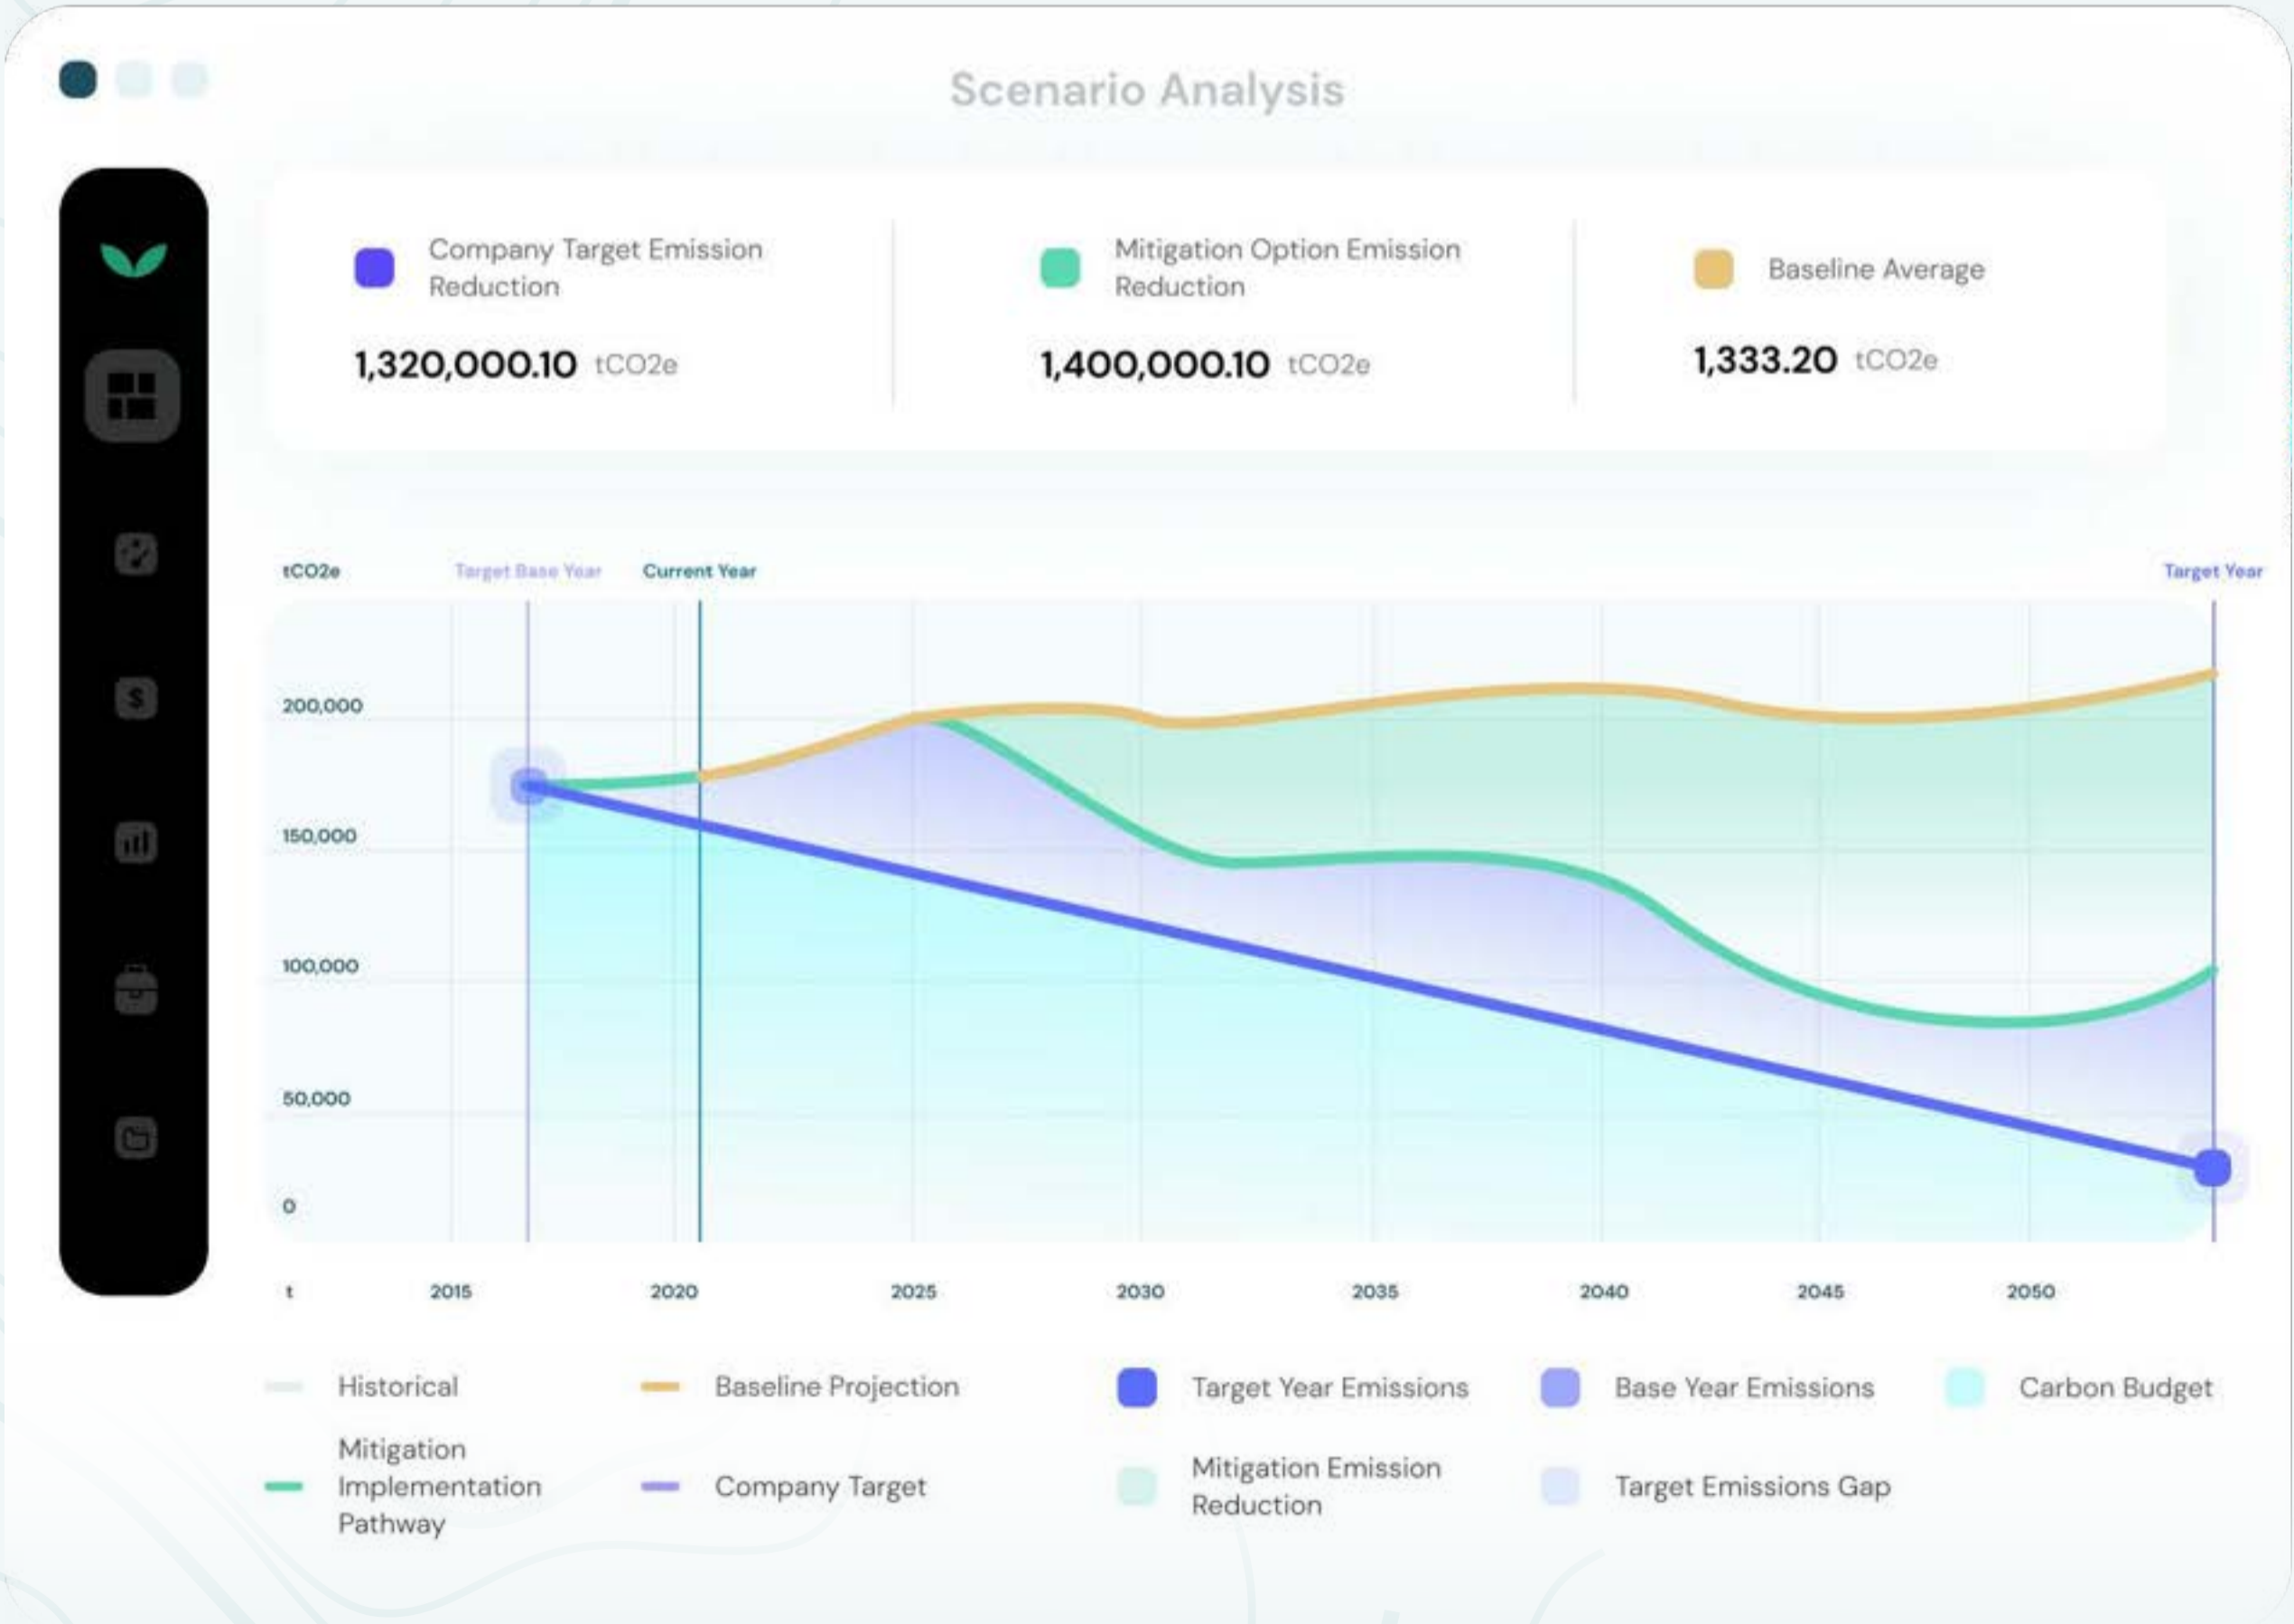 Scenario Analysis
Company Target Emission
Reduction
1,320,000.10 tCO2e
Mitigation Option Emission
Reduction
1,400,000.10 tCO2e
Baseline Average
1,333.20 tCO2e
tCO2e
Target Base Year
Current Year
Target Year
200,000
150,000
100,000
50,000
0
t 2015 2020 2025 2030 2035 2040 2045 2050
Historical
Baseline Projection
Target Year Emissions
Base Year Emissions
Carbon Budget
Mitigation
Implementation
Pathway
Company Target
Mitigation Emission
Reduction
Target Emissions Gap